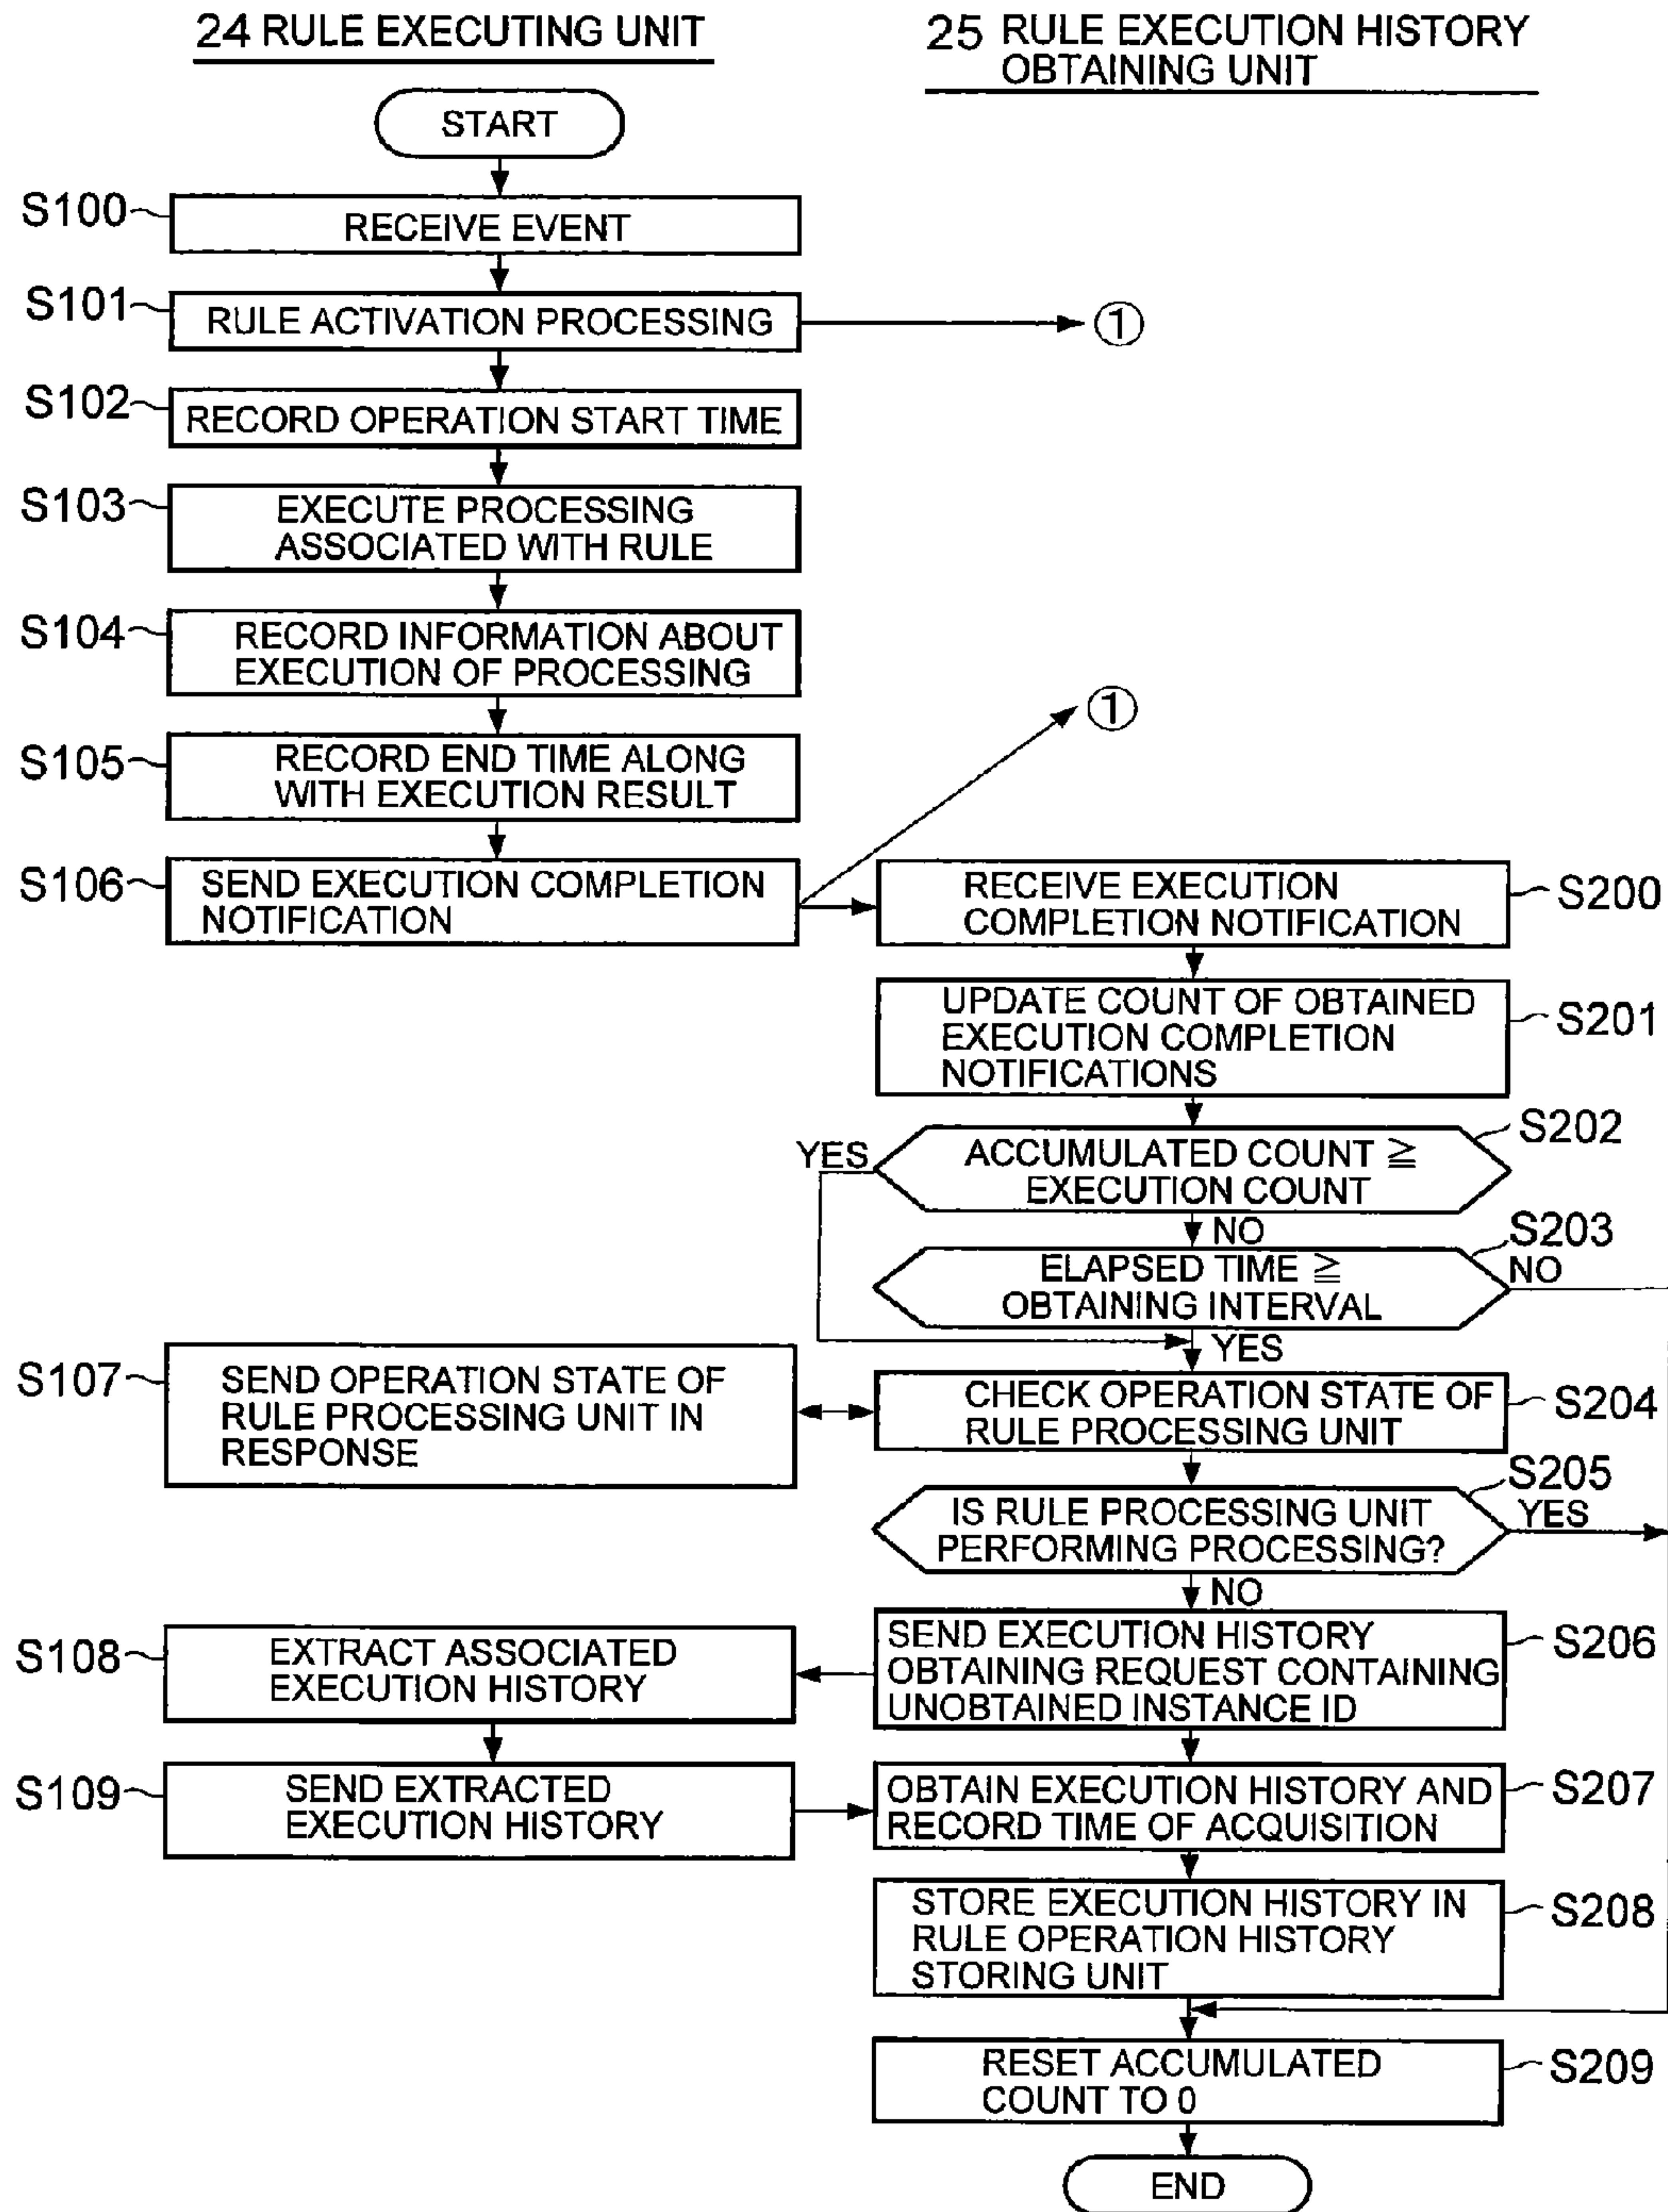 24 RULE EXECUTING UNIT
25 RULE EXECUTION HISTORY
OBTAINING UNIT
START
S100
RECEIVE EVENT
S101
RULE ACTIVATION PROCESSING
①
S102
RECORD OPERATION START TIME
S103
EXECUTE PROCESSING
ASSOCIATED WITH RULE
S104
RECORD INFORMATION ABOUT
EXECUTION OF PROCESSING
①
S105
RECORD END TIME ALONG
WITH EXECUTION RESULT
S106
SEND EXECUTION COMPLETION
NOTIFICATION
RECEIVE EXECUTION
COMPLETION NOTIFICATION
S200
UPDATE COUNT OF OBTAINED
EXECUTION COMPLETION
NOTIFICATIONS
S201
S202
YES
ACCUMULATED COUNT ≧
EXECUTION COUNT
NO
S203
ELAPSED TIME ≧
OBTAINING INTERVAL
NO
YES
S107
SEND OPERATION STATE OF
RULE PROCESSING UNIT IN
RESPONSE
CHECK OPERATION STATE OF
RULE PROCESSING UNIT
S204
S205
IS RULE PROCESSING UNIT
PERFORMING PROCESSING?
YES
NO
S108
EXTRACT ASSOCIATED
EXECUTION HISTORY
SEND EXECUTION HISTORY
OBTAINING REQUEST CONTAINING
UNOBTAINED INSTANCE ID
S206
S109
SEND EXTRACTED
EXECUTION HISTORY
OBTAIN EXECUTION HISTORY AND
RECORD TIME OF ACQUISITION
S207
STORE EXECUTION HISTORY IN
RULE OPERATION HISTORY
STORING UNIT
S208
RESET ACCUMULATED
COUNT TO 0
S209
END